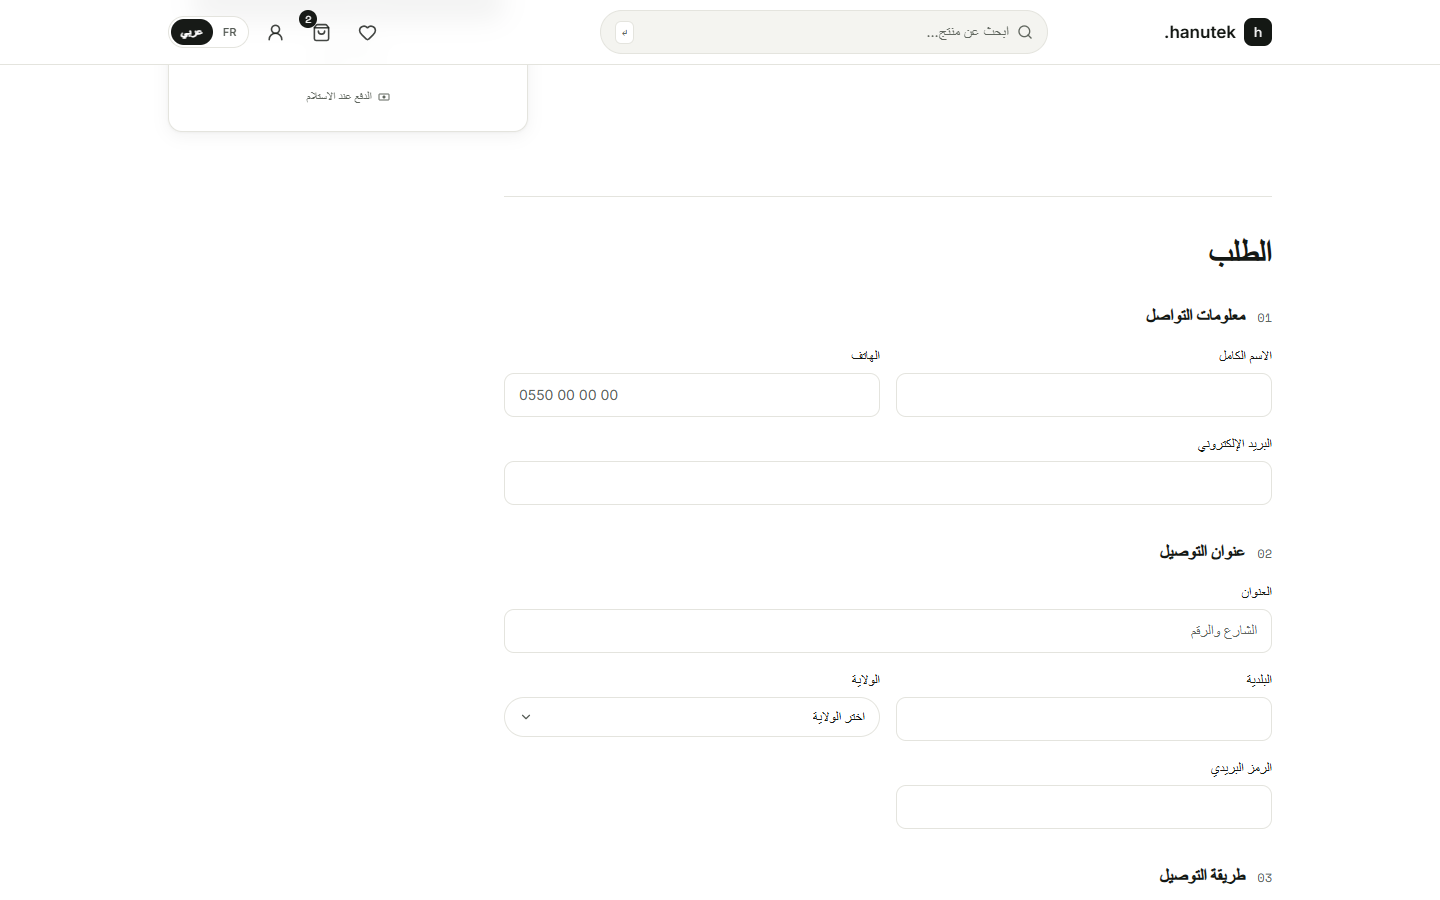 hanutek.
h
ابحث عن منتج...
2
FR
عربي
الدفع عند الاستلام
الطلب
01 معلومات التواصل
الاسم الكامل
الهاتف
0550 00 00 00
البريد الإلكتروني
02 عنوان التوصيل
العنوان
الشارع والرقم
البلدية
الولاية
اختر الولاية
الرمز البريدي
03 طريقة التوصيل